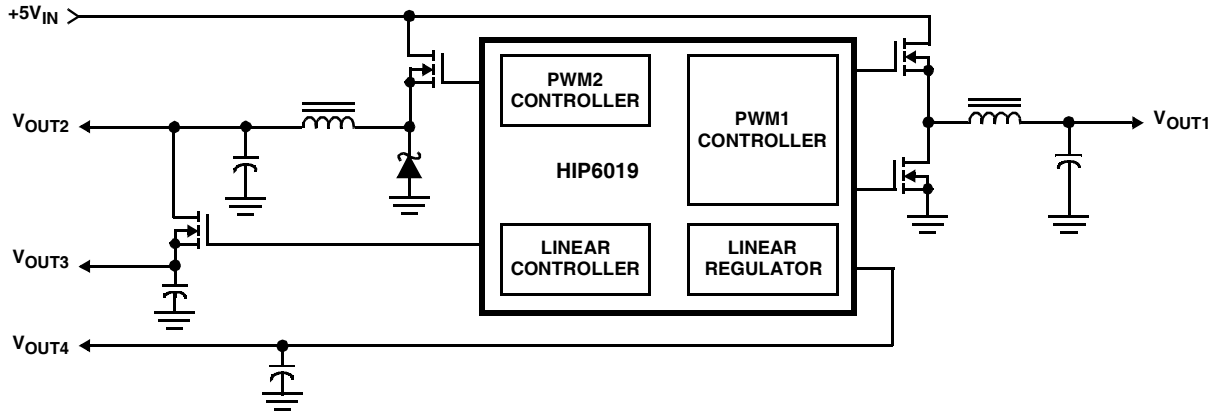 +5VIN
PWM2
CONTROLLER
PWM1
CONTROLLER
VOUT2
VOUT1
HIP6019
LINEAR
CONTROLLER
LINEAR
REGULATOR
VOUT3
VOUT4